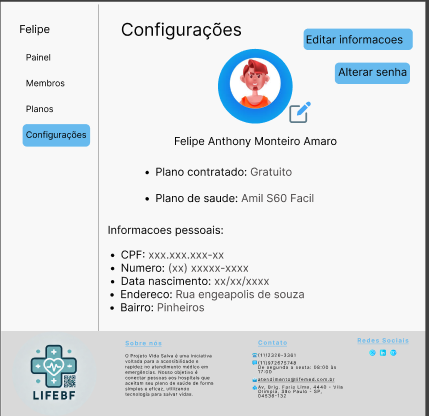 Felipe
Painel
Membros
Planos
Configurações
Configurações
Editar informacoes
Alterar senha
Felipe Anthony Monteiro Amaro
Plano contratado: Gratuito
Plano de saude: Amil S60 Facil
Informacoes pessoais:
CPF: xxx.xxx.xxx-xx
Numero: (xx) xxxxx-xxxx
Data nascimento: xx/xx/xxxx
Endereco: Rua engeapolis de souza
Bairro: Pinheiros
LIFEBF
Sobre nós
O Projeto Vida Salva é uma iniciativa
voltada para a acessibilidade e
rapidez no atendimento médico em
emergências. Nosso objetivo é
conectar pessoas aos hospitais que
aceitam seu plano de saúde de forma
simples e eficaz, utilizando
tecnologia para salvar vidas.
Contato
(11)2326-3361
(11)972675748
De segunda a sexta: 08:00 às
17:00
atendimento@lifemed.com.br
Av. Brig. Faria Lima, 4440 - Vila
Olímpia, São Paulo - SP,
04538-132
Redes Sociais